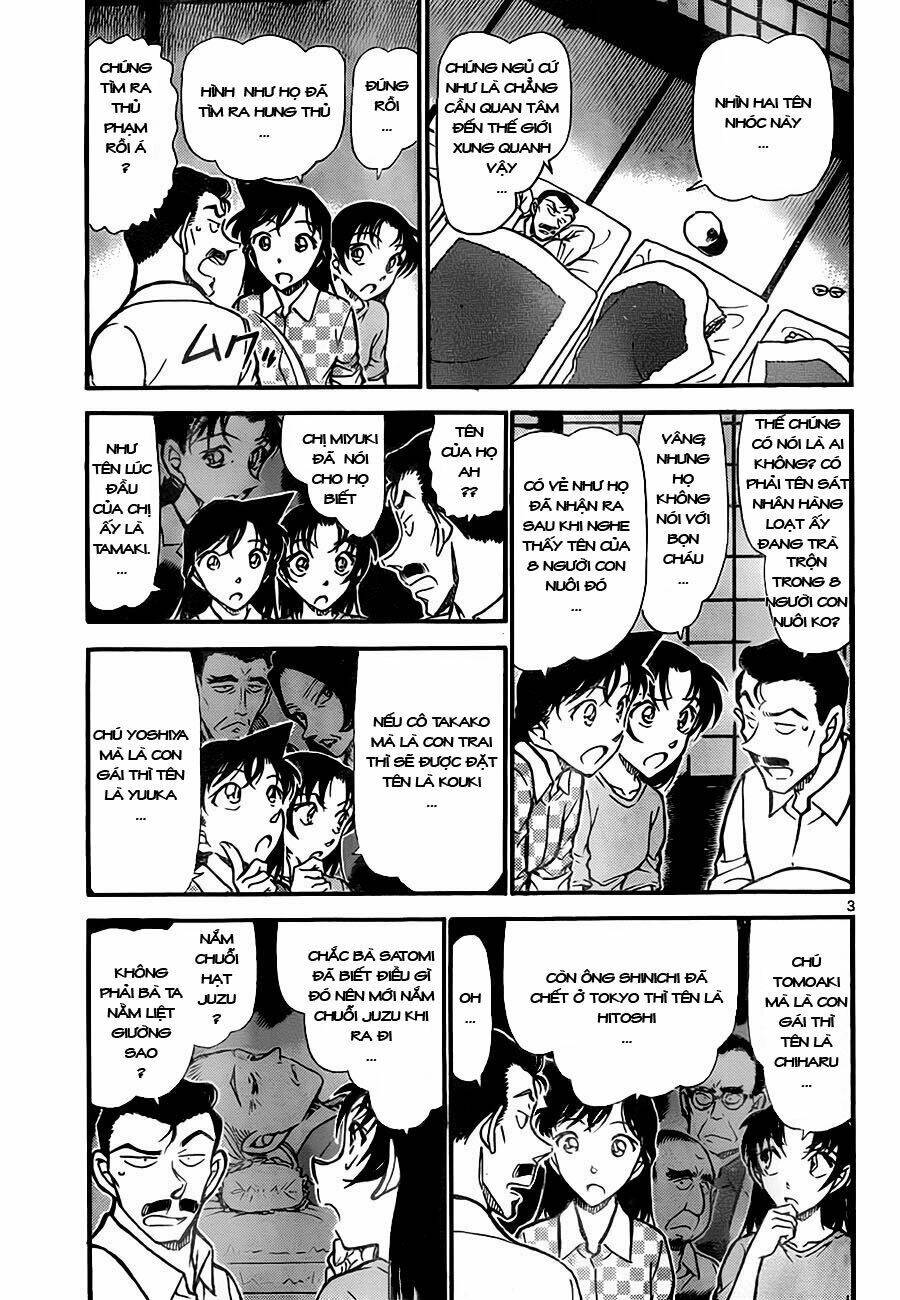 NHÌN HAI TÊN
NHÓC NÀY
...
CHÚNG NGỦ CỨ
NHƯ LÀ CHẲNG
CẦN QUAN TÂM
ĐẾN THẾ GIỚI
XUNG QUANH
VẬY ...
ĐÚNG
RỒI ...
HÌNH NHƯ HỌ ĐÃ
TÌM RA HUNG THỦ
...
CHÚNG
TÌM RA
THỦ
PHẠM
RỒI Á
?
THẾ CHÚNG
CÓ NÓI LÀ AI
KHÔNG? CÓ
PHẢI TÊN SÁT
NHÂN HÀNG
LOẠT ẤY
ĐANG TRÀ
TRỘN
TRONG 8
NGƯỜI CON
NUÔI KO?
VÂNG,
NHƯNG
HỌ
KHÔNG
NÓI VỚI
BỌN
CHÁU
...
CÓ VẺ NHƯ HỌ
ĐÃ NHẬN RA
SAU KHI NGHE
THẤY TÊN CỦA
8 NGƯỜI CON
NUÔI ĐÓ
...
TÊN
CỦA HỌ
AH
??
CHỊ MIYUKI
ĐÃ NÓI
CHO HỌ
BIẾT
NHƯ
TÊN LÚC
ĐẦU
CỦA CHỊ
ẤY LÀ
TAMAKI.
...
NẾU CÔ TAKAKO
MÀ LÀ CON TRAI
THÌ SẼ ĐƯỢC ĐẶT
TÊN LÀ KOUKI
...
CHÚ YOSHIYA
MÀ LÀ CON
GÁI THÌ TÊN
LÀ YUUKA
...
3
CHÚ
TOMOAKI
MÀ LÀ CON
GÁI THÌ
TÊN LÀ
CHIHARU
...
CÒN ÔNG SHINICHI ĐÃ
CHẾT Ở TOKYO THÌ TÊN LÀ
HITOSHI
...
OH
...
CHẮC BÀ SATOMI
ĐÃ BIẾT ĐIỀU GÌ
ĐÓ NÊN MỚI NẮM
CHUỖI JUZU KHI
RA ĐI
...
NẮM
CHUỖI
HẠT
JUZU
?
KHÔNG
PHẢI BÀ TA
NẰM LIỆT
GIƯỜNG
SAO
?